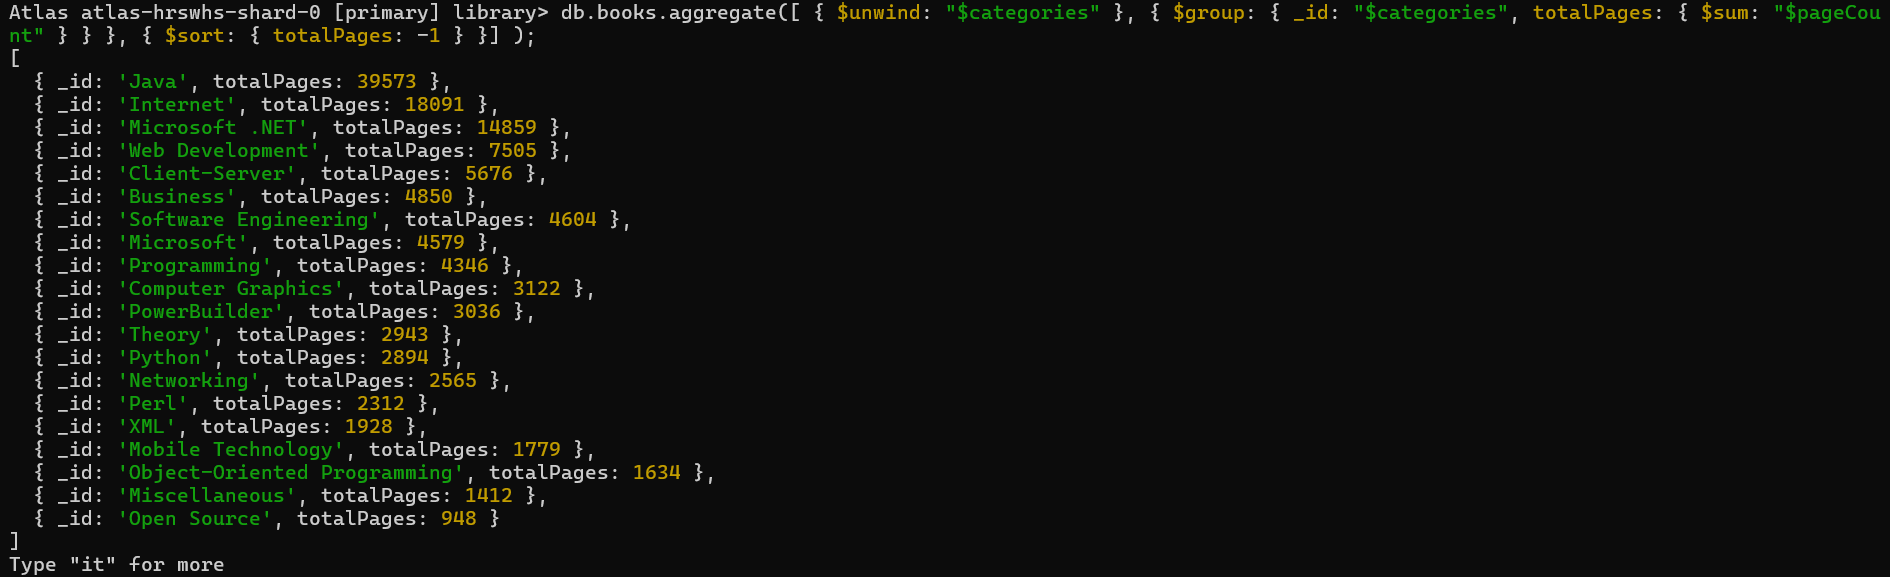 Atlas atlas-hrswhs-shard-0 [primary] library> db.books.aggregate([ { $unwind: "$categories" }, { $group: { _id: "$categories", totalPages: { $sum: "$pageCou
nt" } } }, { $sort: { totalPages: -1 } }] );
[
  { _id: 'Java', totalPages: 39573 },
  { _id: 'Internet', totalPages: 18091 },
  { _id: 'Microsoft .NET', totalPages: 14859 },
  { _id: 'Web Development', totalPages: 7505 },
  { _id: 'Client-Server', totalPages: 5676 },
  { _id: 'Business', totalPages: 4850 },
  { _id: 'Software Engineering', totalPages: 4604 },
  { _id: 'Microsoft', totalPages: 4579 },
  { _id: 'Programming', totalPages: 4346 },
  { _id: 'Computer Graphics', totalPages: 3122 },
  { _id: 'PowerBuilder', totalPages: 3036 },
  { _id: 'Theory', totalPages: 2943 },
  { _id: 'Python', totalPages: 2894 },
  { _id: 'Networking', totalPages: 2565 },
  { _id: 'Perl', totalPages: 2312 },
  { _id: 'XML', totalPages: 1928 },
  { _id: 'Mobile Technology', totalPages: 1779 },
  { _id: 'Object-Oriented Programming', totalPages: 1634 },
  { _id: 'Miscellaneous', totalPages: 1412 },
  { _id: 'Open Source', totalPages: 948 }
]
Type "it" for more